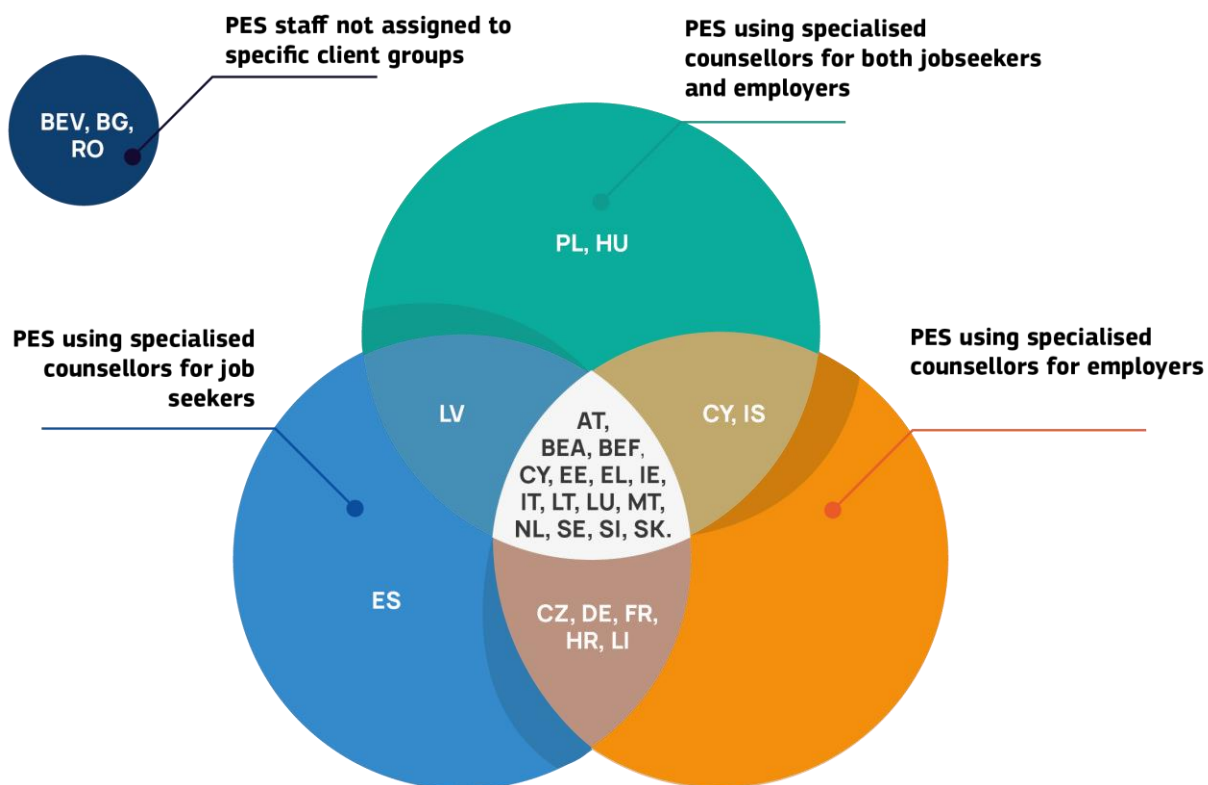 PES staff not assigned to
specific client groups
PES using specialised
counsellors for both jobseekers
and employers
BEV, BG,
RO
PL, HU
PES using specialised
counsellors for job
seekers
PES using specialised
counsellors for employers
LV
AT,
BEA, BEF,
CY, EE, EL, IE,
IT, LT, LU, MT,
NL, SE, SI, SK.
CY, IS
ES
CZ, DE, FR,
HR, LI